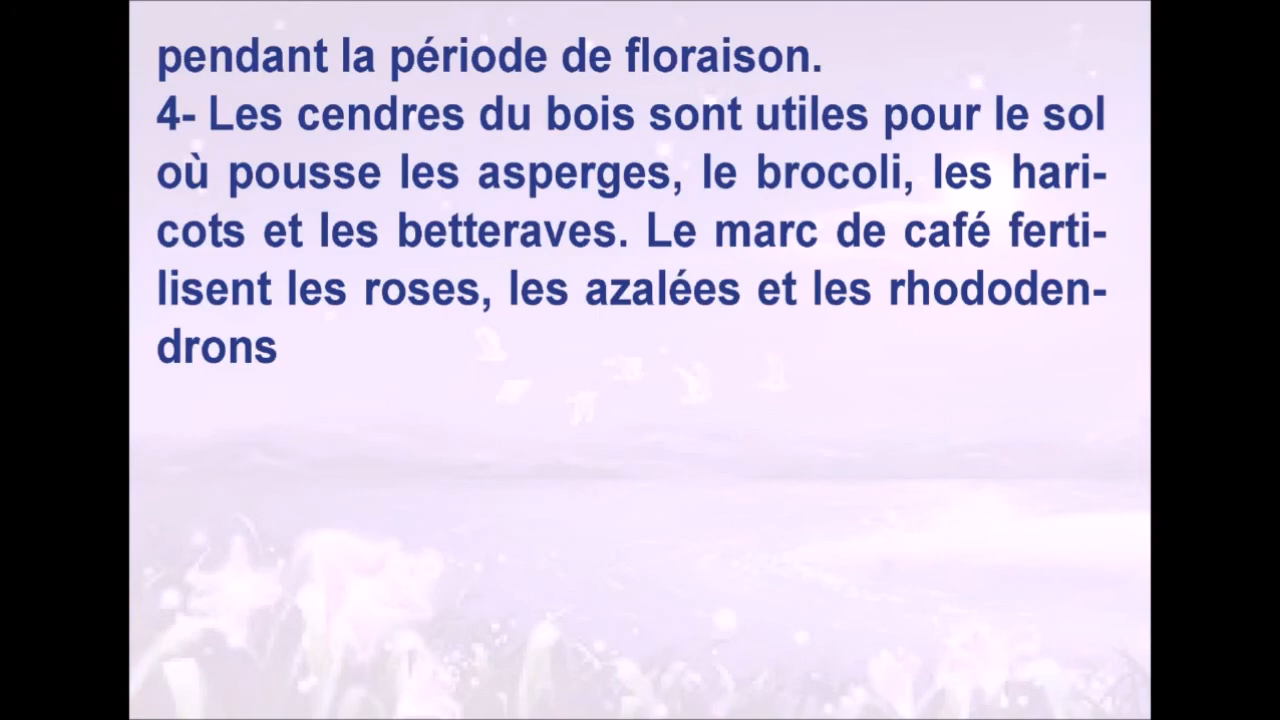 pendant la période de floraison.
4- Les cendres du bois sont utiles pour le sol
où pousse les asperges, le brocoli, les hari-
cots et les betteraves. Le marc de café ferti-
lisent les roses, les azalées et les rhododen-
drons